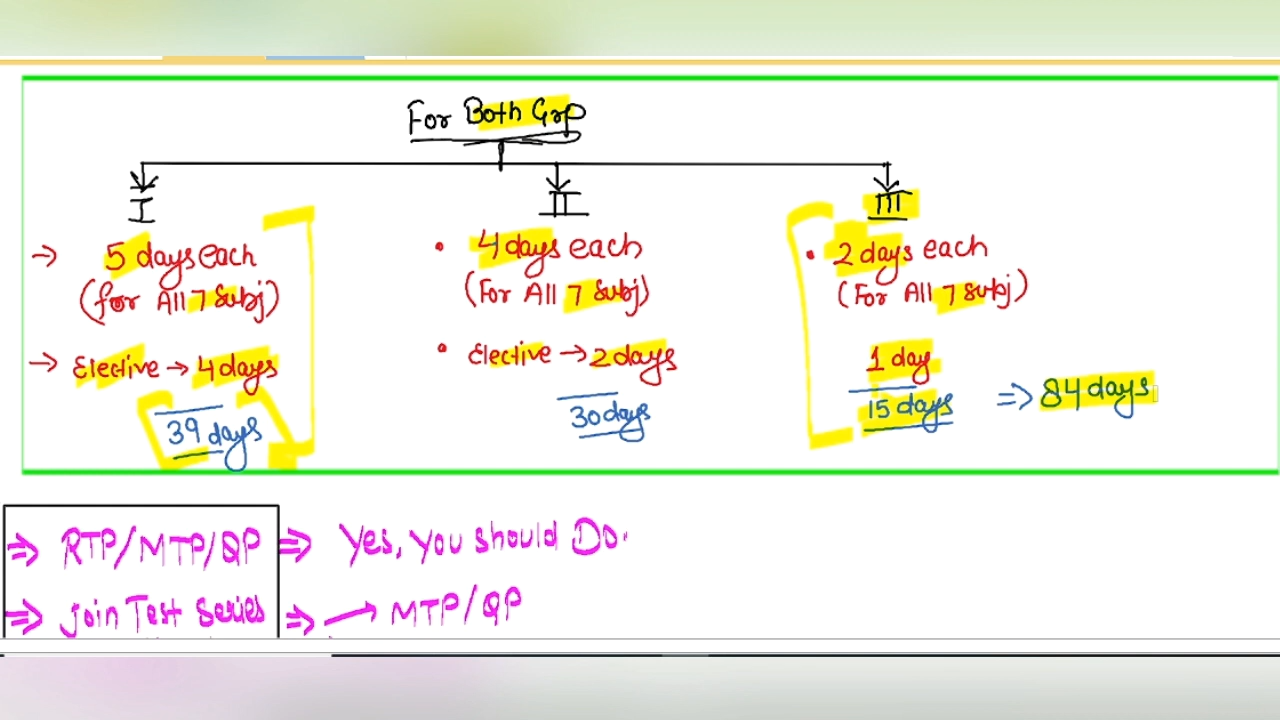 For Both Grp
I
→ 5 days each
(for All 7 Subj)
→ Elective → 4 days
39 days
II
• 4 days each
(For All 7 Subj)
• Elective → 2 days
30 days
III
• 2 days each
(For All 7 Subj)
1 day
15 days ⇒ 84 days
⇒ RTP/MTP/QP ⇒ Yes, You Should Do.
⇒ Join Test Series ⇒ → MTP/QP